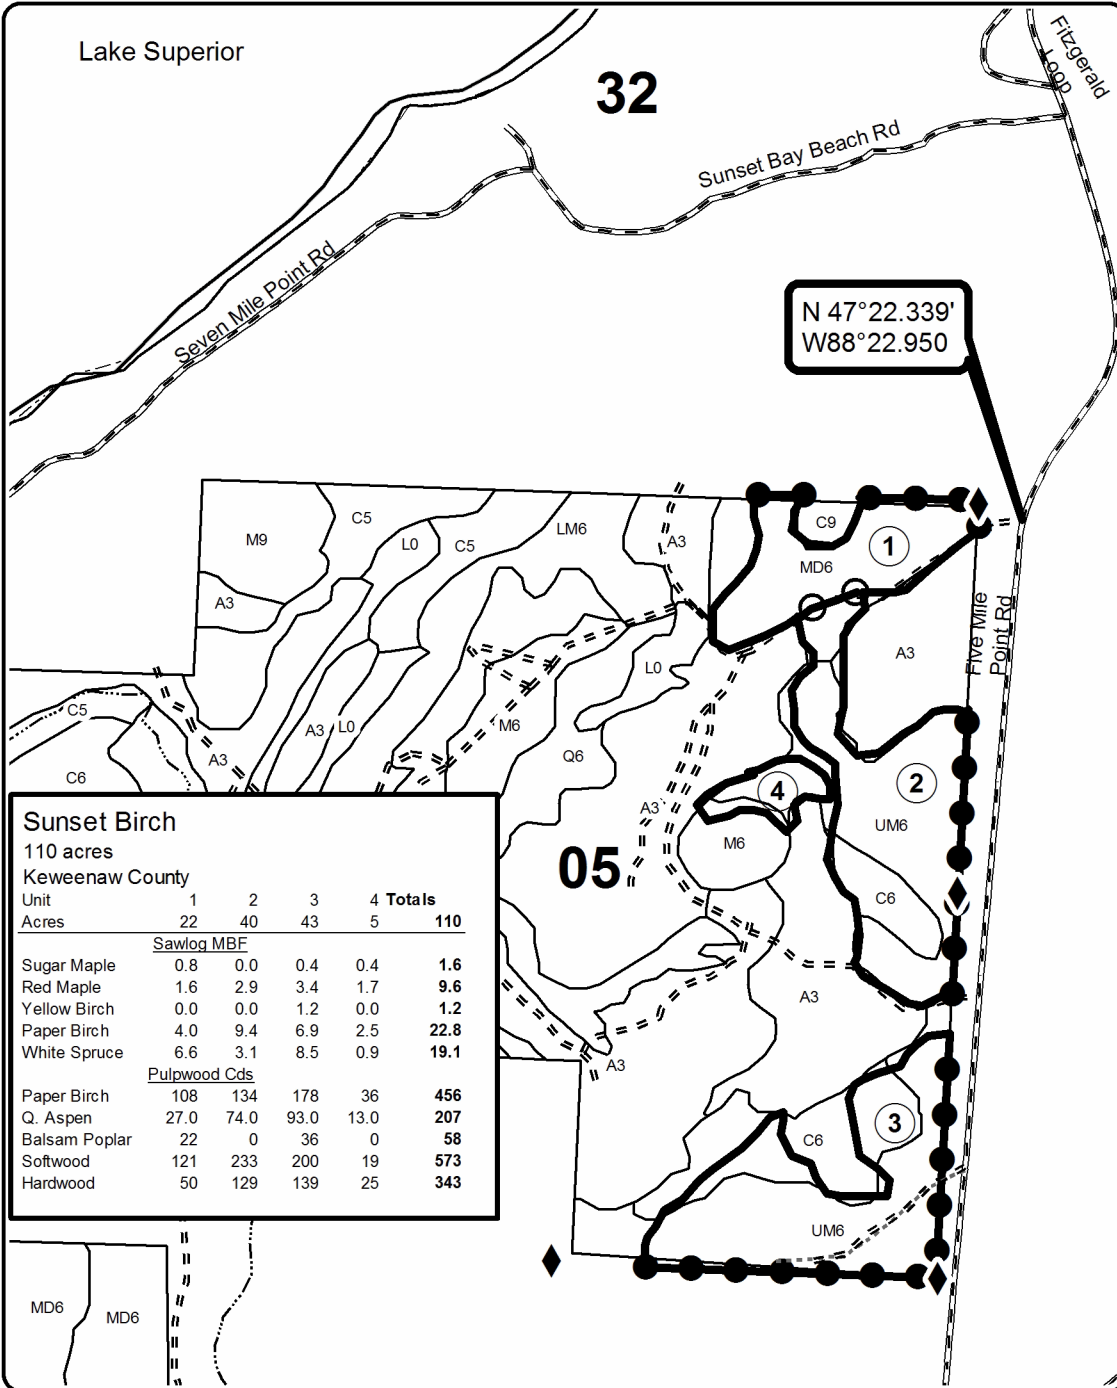 Lake Superior
32
Fitzgerald
Loop
Sunset Bay Beach Rd
Seven Mile Point Rd
N 47°22.339'
W88°22.950
C5
C9
LM6
M9
L0
C5
A3
1
MD6
A3
Five Mile
Point Rd
A3
L0
C5
A3
L0
M6
Q6
A3
C6
2
4
A3
UM6
M6
05
C6
A3
A3
3
C6
UM6
MD6
MD6
Sunset Birch
110 acres
Keweenaw County
Unit 1 2 3 4 Totals
Acres 22 40 43 5 110
Sawlog MBF
Sugar Maple 0.8 0.0 0.4 0.4 1.6
Red Maple 1.6 2.9 3.4 1.7 9.6
Yellow Birch 0.0 0.0 1.2 0.0 1.2
Paper Birch 4.0 9.4 6.9 2.5 22.8
White Spruce 6.6 3.1 8.5 0.9 19.1
Pulpwood Cds
Paper Birch 108 134 178 36 456
Q. Aspen 27.0 74.0 93.0 13.0 207
Balsam Poplar 22 0 36 0 58
Softwood 121 233 200 19 573
Hardwood 50 129 139 25 343